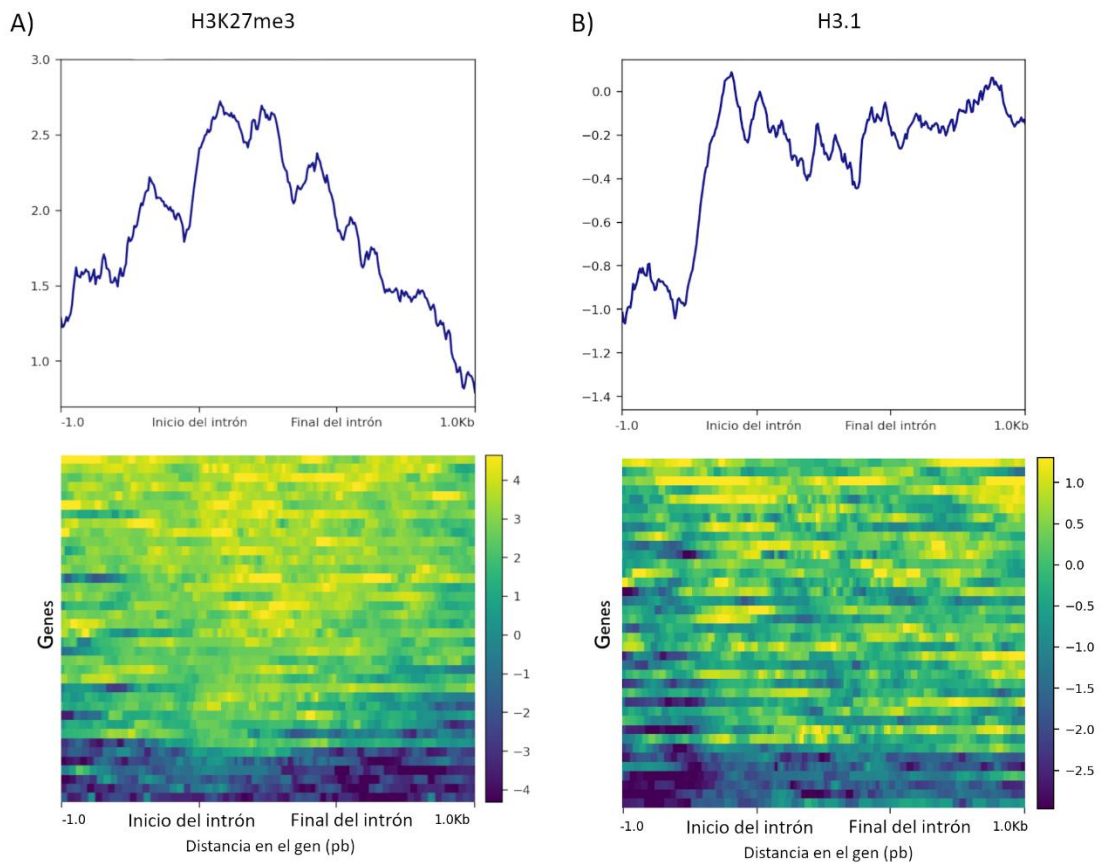 A)
H3K27me3
3.0
2.5
2.0
1.5
1.0
-1.0 Inicio del intrón Final del intrón 1.0Kb
Genes
4
3
2
1
0
−1
−2
−3
−4
-1.0 Inicio del intrón Final del intrón 1.0Kb
Distancia en el gen (pb)
B)
H3.1
0.0
−0.2
−0.4
−0.6
−0.8
−1.0
−1.2
−1.4
-1.0 Inicio del intrón Final del intrón 1.0Kb
Genes
1.0
0.5
0.0
−0.5
−1.0
−1.5
−2.0
−2.5
-1.0 Inicio del intrón Final del intrón 1.0Kb
Distancia en el gen (pb)